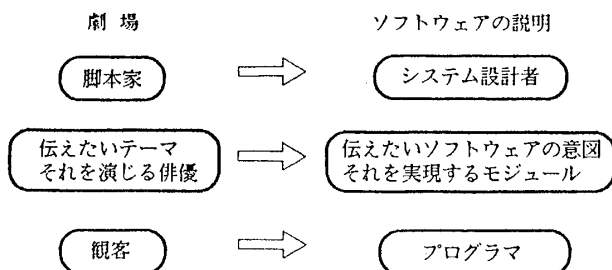 劇場 ソフトウェアの説明
脚本家 システム設計者
伝えたいテーマ 伝えたいソフトウェアの意図
それを演じる俳優 それを実現するモジュール
観客 プログラマ